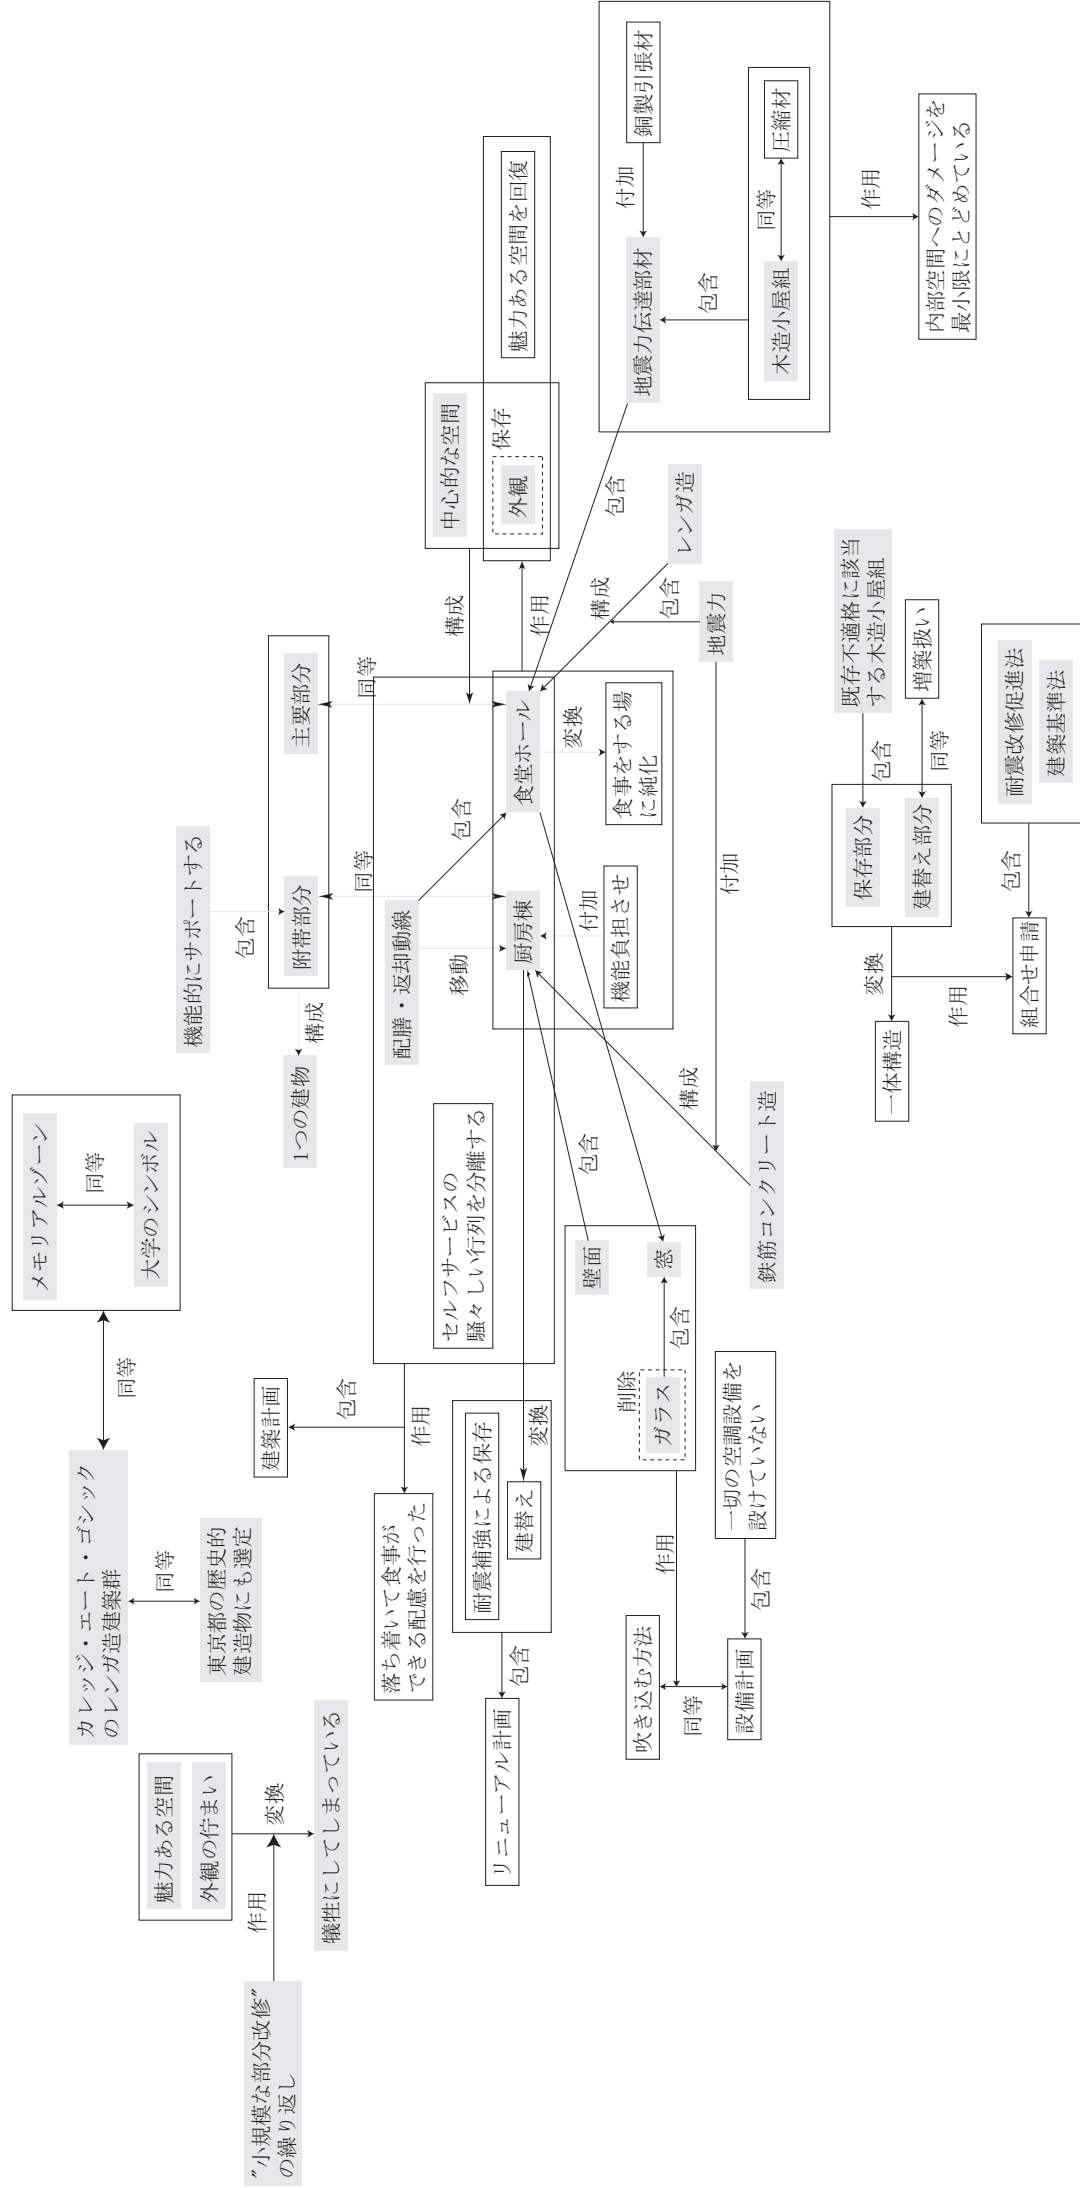 メモリアルゾーン
同等
大学のシンボル
カレッジ・エート・ゴシック
のレンガ造建築群
同等
同等
東京都の歴史的
建造物にも選定
魅力ある空間
外観の佇まい
変換
作用
"小規模な部分改修"
の繰り返し
犠牲にしてしまっている
機能的にサポートする
包含
附帯部分
主要部分
構成
1つの建物
同等
同等
建築計画
包含
作用
落ち着いて食事が
できる配慮を行った
配膳・返却動線
移動
包含
セルフサービスの
騒々しい行列を分離する
厨房棟
食堂ホール
付加
機能負担させ
変換
食事をする場
に純化
構成
作用
中心的な空間
外観
保存
魅力ある空間を回復
耐震補強による保存
建替え
変換
包含
リニューアル計画
壁面
包含
窓
包含
ガラス
削除
作用
吹き込む方法
同等
設備計画
包含
一切の空調設備を
設けていない
鉄筋コンクリート造
構成
付加
地震力
包含
構成
レンガ造
包含
地震力伝達部材
付加
鋼製引張材
包含
木造小屋組
同等
圧縮材
作用
内部空間へのダメージを
最小限にとどめている
既存不適格に該当
する木造小屋組
包含
保存部分
建替え部分
同等
増築扱い
変換
一体構造
作用
組合せ申請
包含
耐震改修促進法
建築基準法